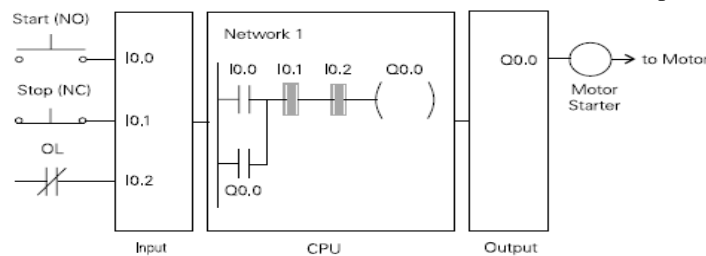 Start (NO)
I0.0
Stop (NC)
I0.1
OL
I0.2
Input
Network 1
I0.0 I0.1 I0.2 Q0.0
Q0.0
CPU
Q0.0
Output
Motor
Starter
to Motor